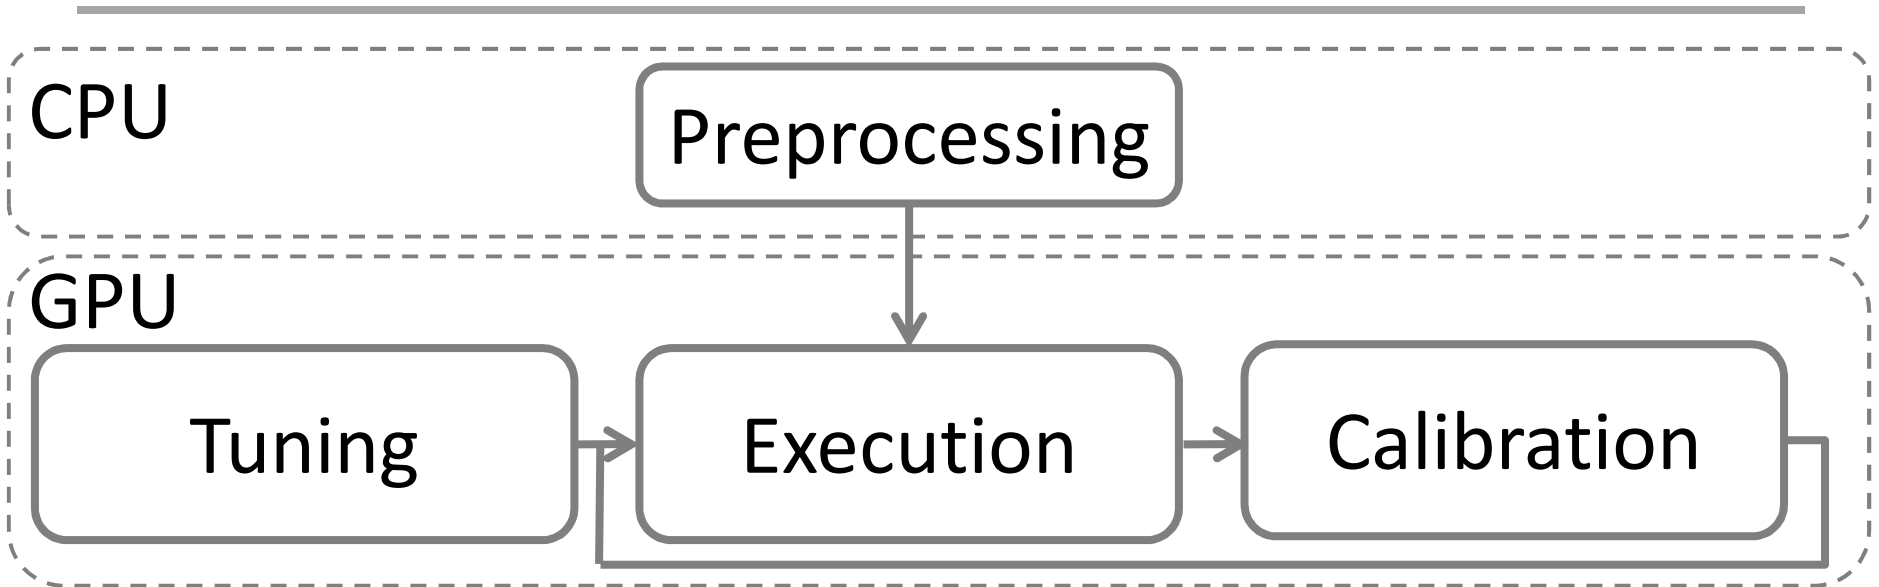 CPU
Preprocessing
GPU
Tuning
Execution
Calibration